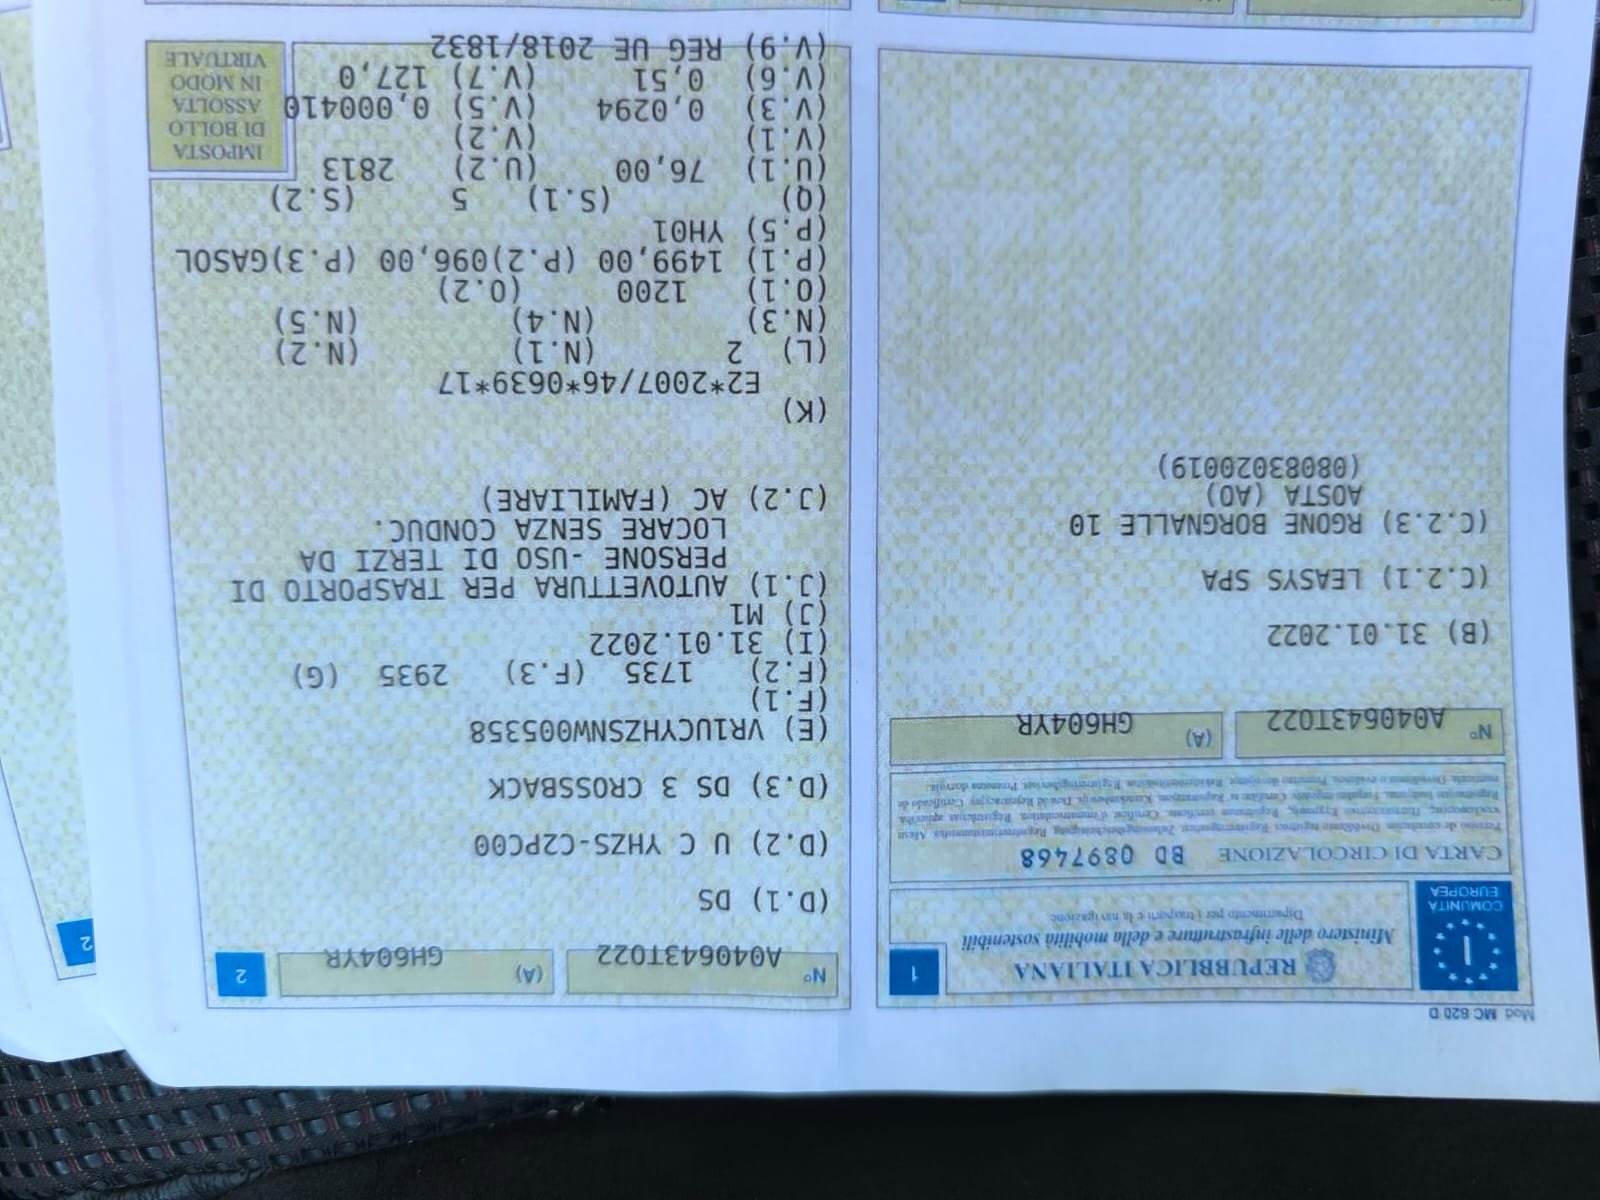 Mod. MC 820 D
COMUNITÀ
EUROPEA
I
REPUBBLICA ITALIANA
1
Ministero delle infrastrutture e della mobilità sostenibili
Dipartimento per i trasporti e la navigazione
CARTA DI CIRCOLAZIONE BD 0897468
N° A040643TO22 (A) GH604YR
(B) 31.01.2022
(C.2.1) LEASYS SPA
(C.2.3) RGONE BORGNALLE 10
AOSTA (AO)
(08083020019)
N° A040643TO22 (A) GH604YR
2
(D.1) DS
(D.2) U C YHZS-C2PC00
(D.3) DS 3 CROSSBACK
(E) VR1UCYHZSNW005358
(F.1)
(F.2) 1735 (F.3) 2935 (G)
(I) 31.01.2022
(J) M1
(J.1) AUTOVETTURA PER TRASPORTO DI
PERSONE -USO DI TERZI DA
LOCARE SENZA CONDUC.
(J.2) AC (FAMILIARE)
(K)
E2*2007/46*0639*17
(L) 2 (N.1) (N.2)
(N.3) (N.4) (N.5)
(O.1) 1200 (O.2)
(P.1) 1499,00 (P.2)096,00 (P.3)GASOL
(P.5) YH01
(Q) (S.1) 5 (S.2)
(U.1) 76,00 (U.2) 2813
(V.1) (V.2)
(V.3) 0,0294 (V.5) 0,000410
(V.6) 0,51 (V.7) 127,0
(V.9) REG UE 2018/1832
IMPOSTA
DI BOLLO
ASSOLTA
IN MODO
VIRTUALE
2